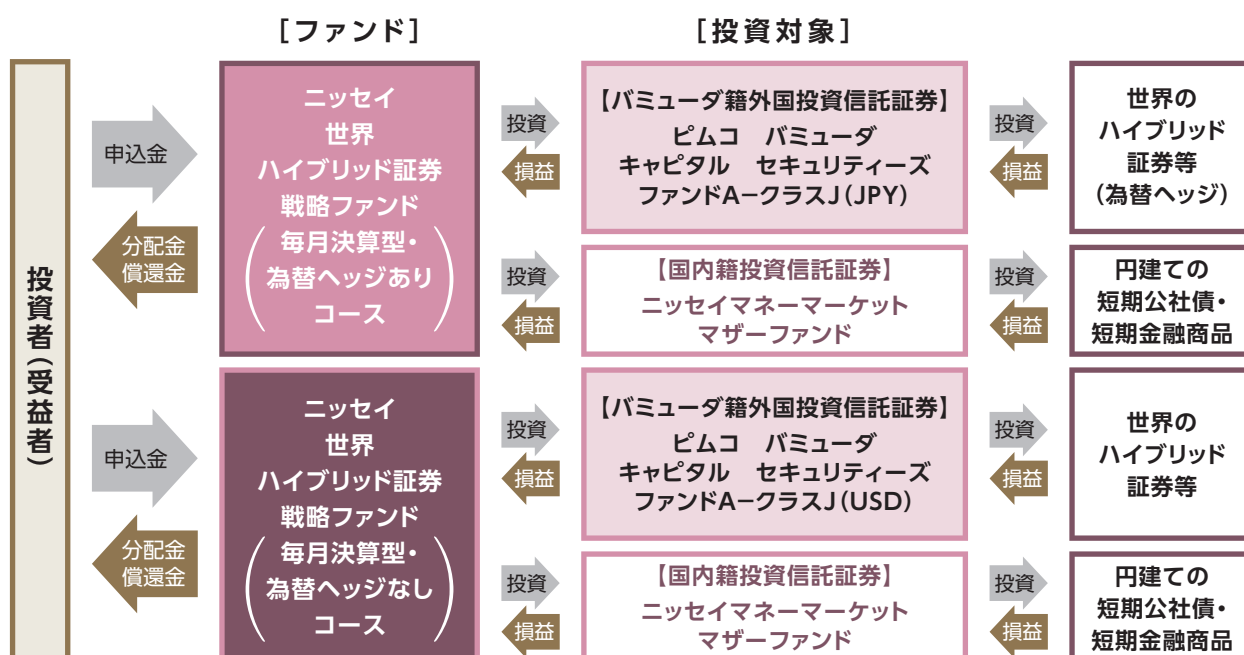 ［ファンド］
［投資対象］
投資者（受益者）
申込金
分配金
償還金
ニッセイ
世界
ハイブリッド証券
戦略ファンド
（毎月決算型・
為替ヘッジあり
コース）
投資
損益
【バミューダ籍外国投資信託証券】
ピムコ　バミューダ
キャピタル　セキュリティーズ
ファンドA－クラスJ（JPY）
投資
損益
世界の
ハイブリッド
証券等
（為替ヘッジ）
投資
損益
【国内籍投資信託証券】
ニッセイマネーマーケット
マザーファンド
投資
損益
円建ての
短期公社債・
短期金融商品
申込金
分配金
償還金
ニッセイ
世界
ハイブリッド証券
戦略ファンド
（毎月決算型・
為替ヘッジなし
コース）
投資
損益
【バミューダ籍外国投資信託証券】
ピムコ　バミューダ
キャピタル　セキュリティーズ
ファンドA－クラスJ（USD）
投資
損益
世界の
ハイブリッド
証券等
投資
損益
【国内籍投資信託証券】
ニッセイマネーマーケット
マザーファンド
投資
損益
円建ての
短期公社債・
短期金融商品